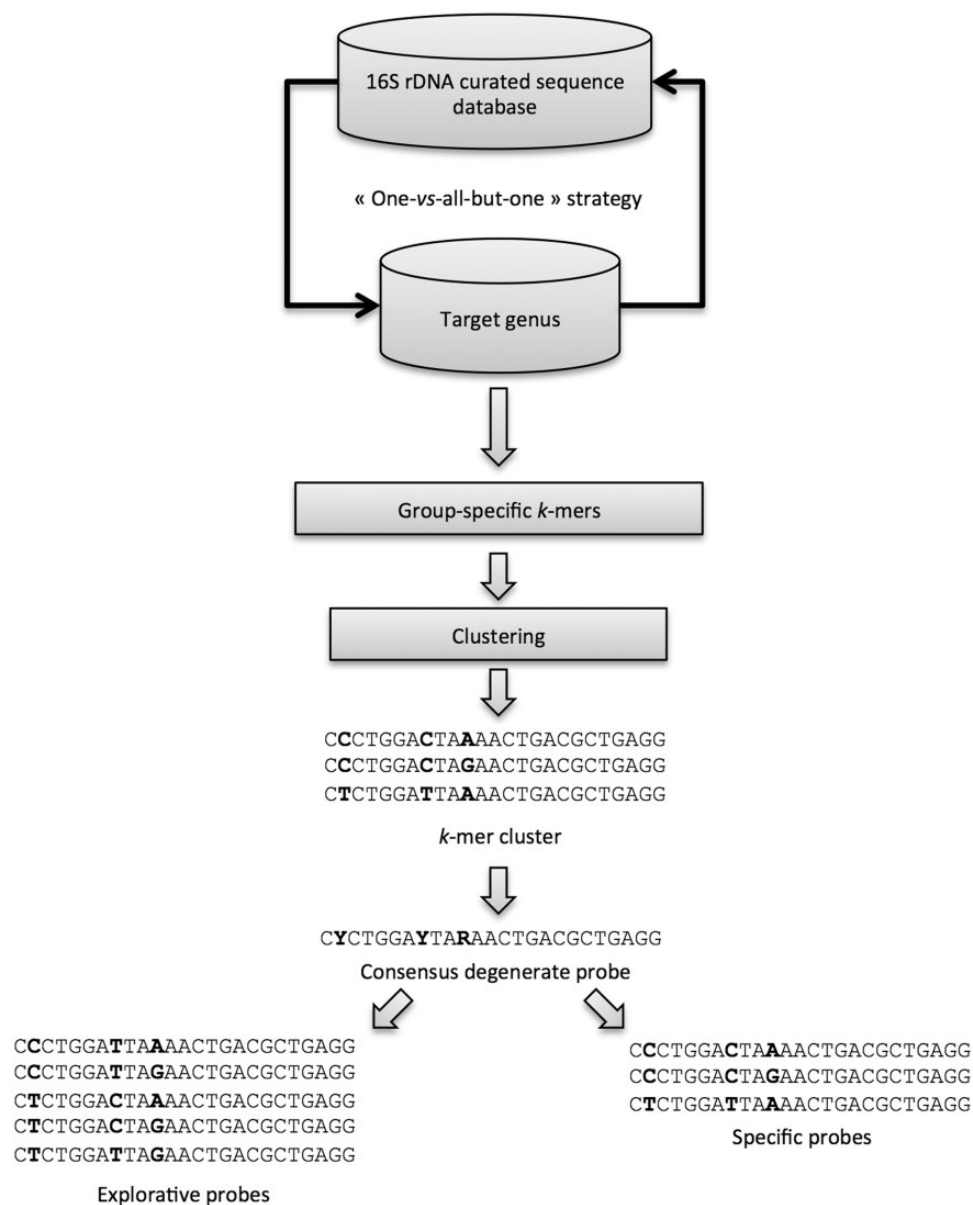 16S rDNA curated sequence
database
« One-vs-all-but-one » strategy
Target genus
Group-specific k-mers
Clustering
CCCTGGACTAAAACTGACGCTGAGG
CCCTGGACTAGAACTGACGCTGAGG
CTCTGGATTAAAACTGACGCTGAGG
k-mer cluster
CYCTGGAYTARAACTGACGCTGAGG
Consensus degenerate probe
CCCTGGATTAAAACTGACGCTGAGG
CCCTGGATTAGAACTGACGCTGAGG
CTCTGGACTAAAACTGACGCTGAGG
CTCTGGACTAGAACTGACGCTGAGG
CTCTGGATTAGAACTGACGCTGAGG
Explorative probes
CCCTGGACTAAAACTGACGCTGAGG
CCCTGGACTAGAACTGACGCTGAGG
CTCTGGATTAAAACTGACGCTGAGG
Specific probes